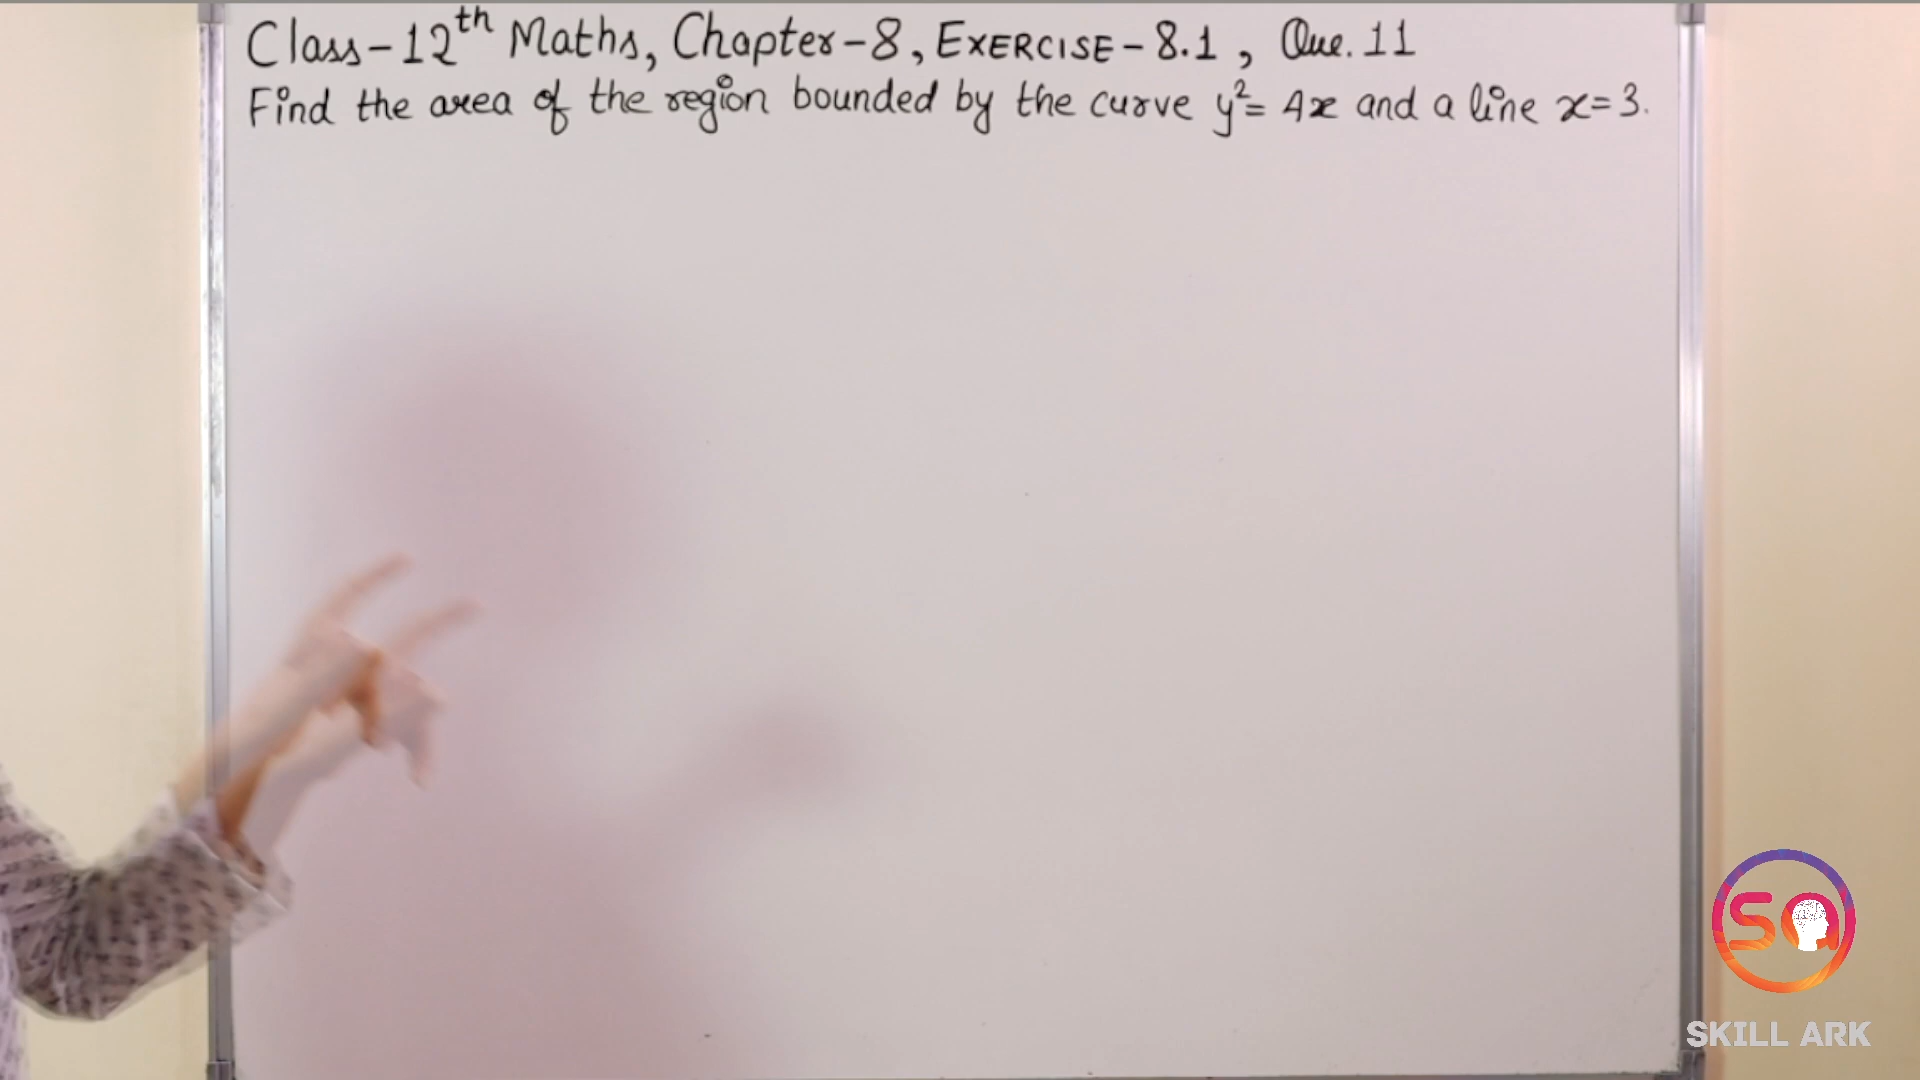 Class-12th Maths, Chapter-8, EXERCISE-8.1, Que. 11
Find the area of the region bounded by the curve y²= 4x and a line x=3.
SA
SKILL ARK